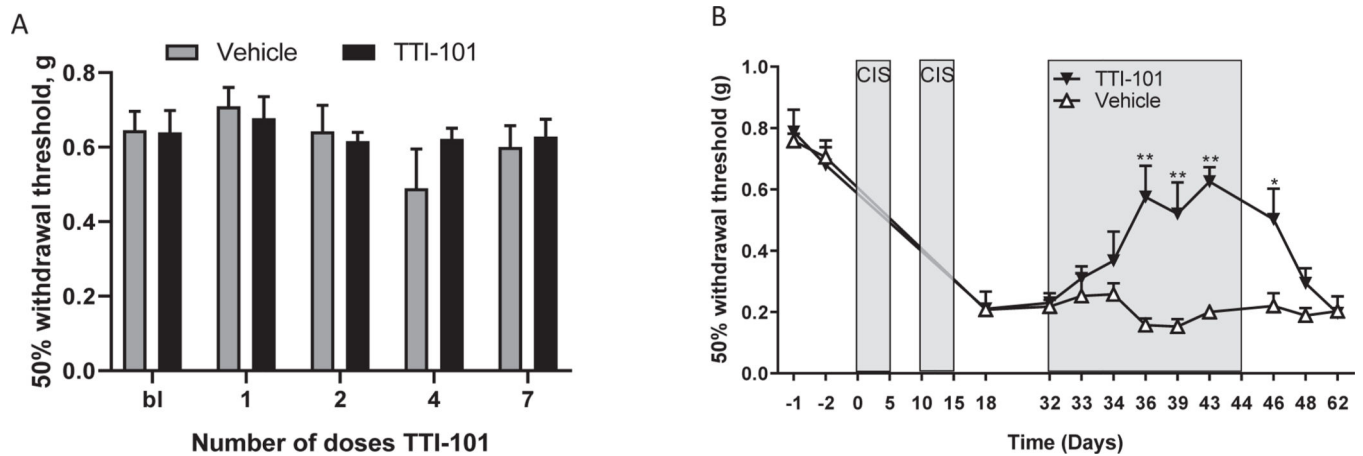 A
Vehicle TTI-101
50% withdrawal threshold, g
0.8
0.6
0.4
0.2
0.0
bl 1 2 4 7
Number of doses TTI-101
B
50% withdrawal threshold (g)
1.0
0.8
0.6
0.4
0.2
0.0
CIS CIS
TTI-101
Vehicle
** ** ** *
-1 -2 0 5 10 15 18 32 33 34 36 39 43 44 46 48 62
Time (Days)